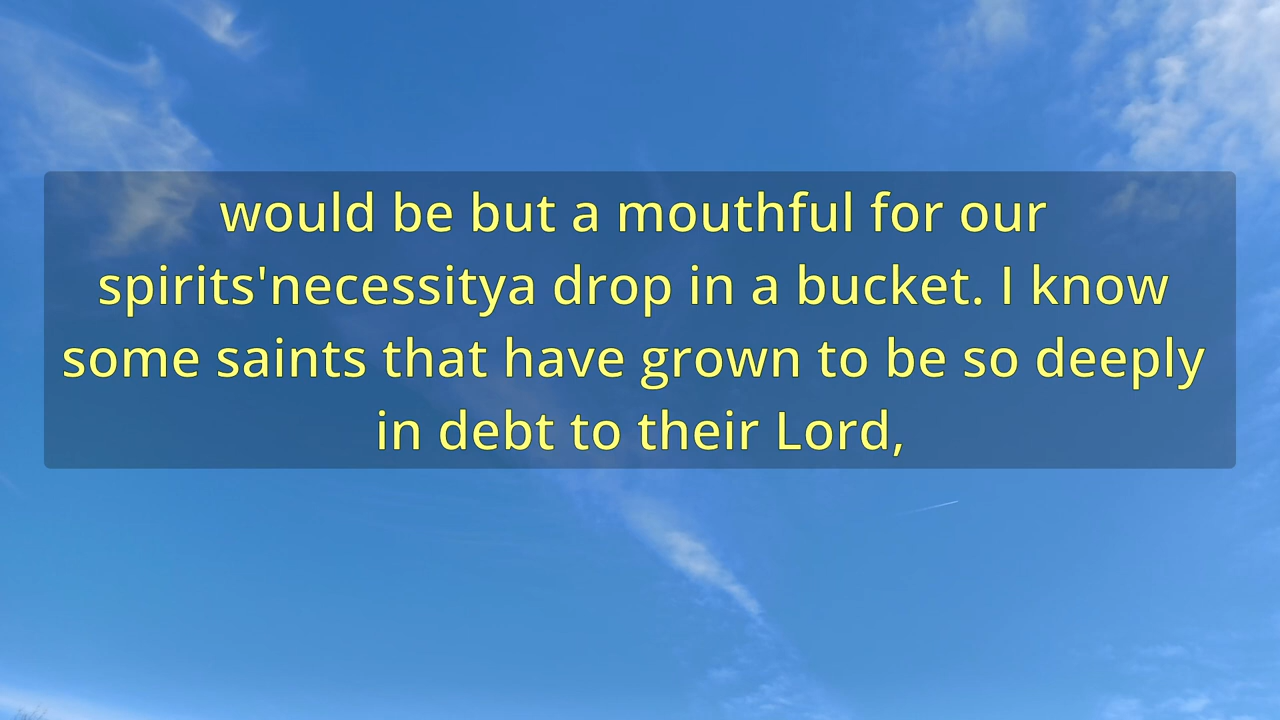 would be but a mouthful for our
spirits'necessitya drop in a bucket. I know
some saints that have grown to be so deeply
in debt to their Lord,